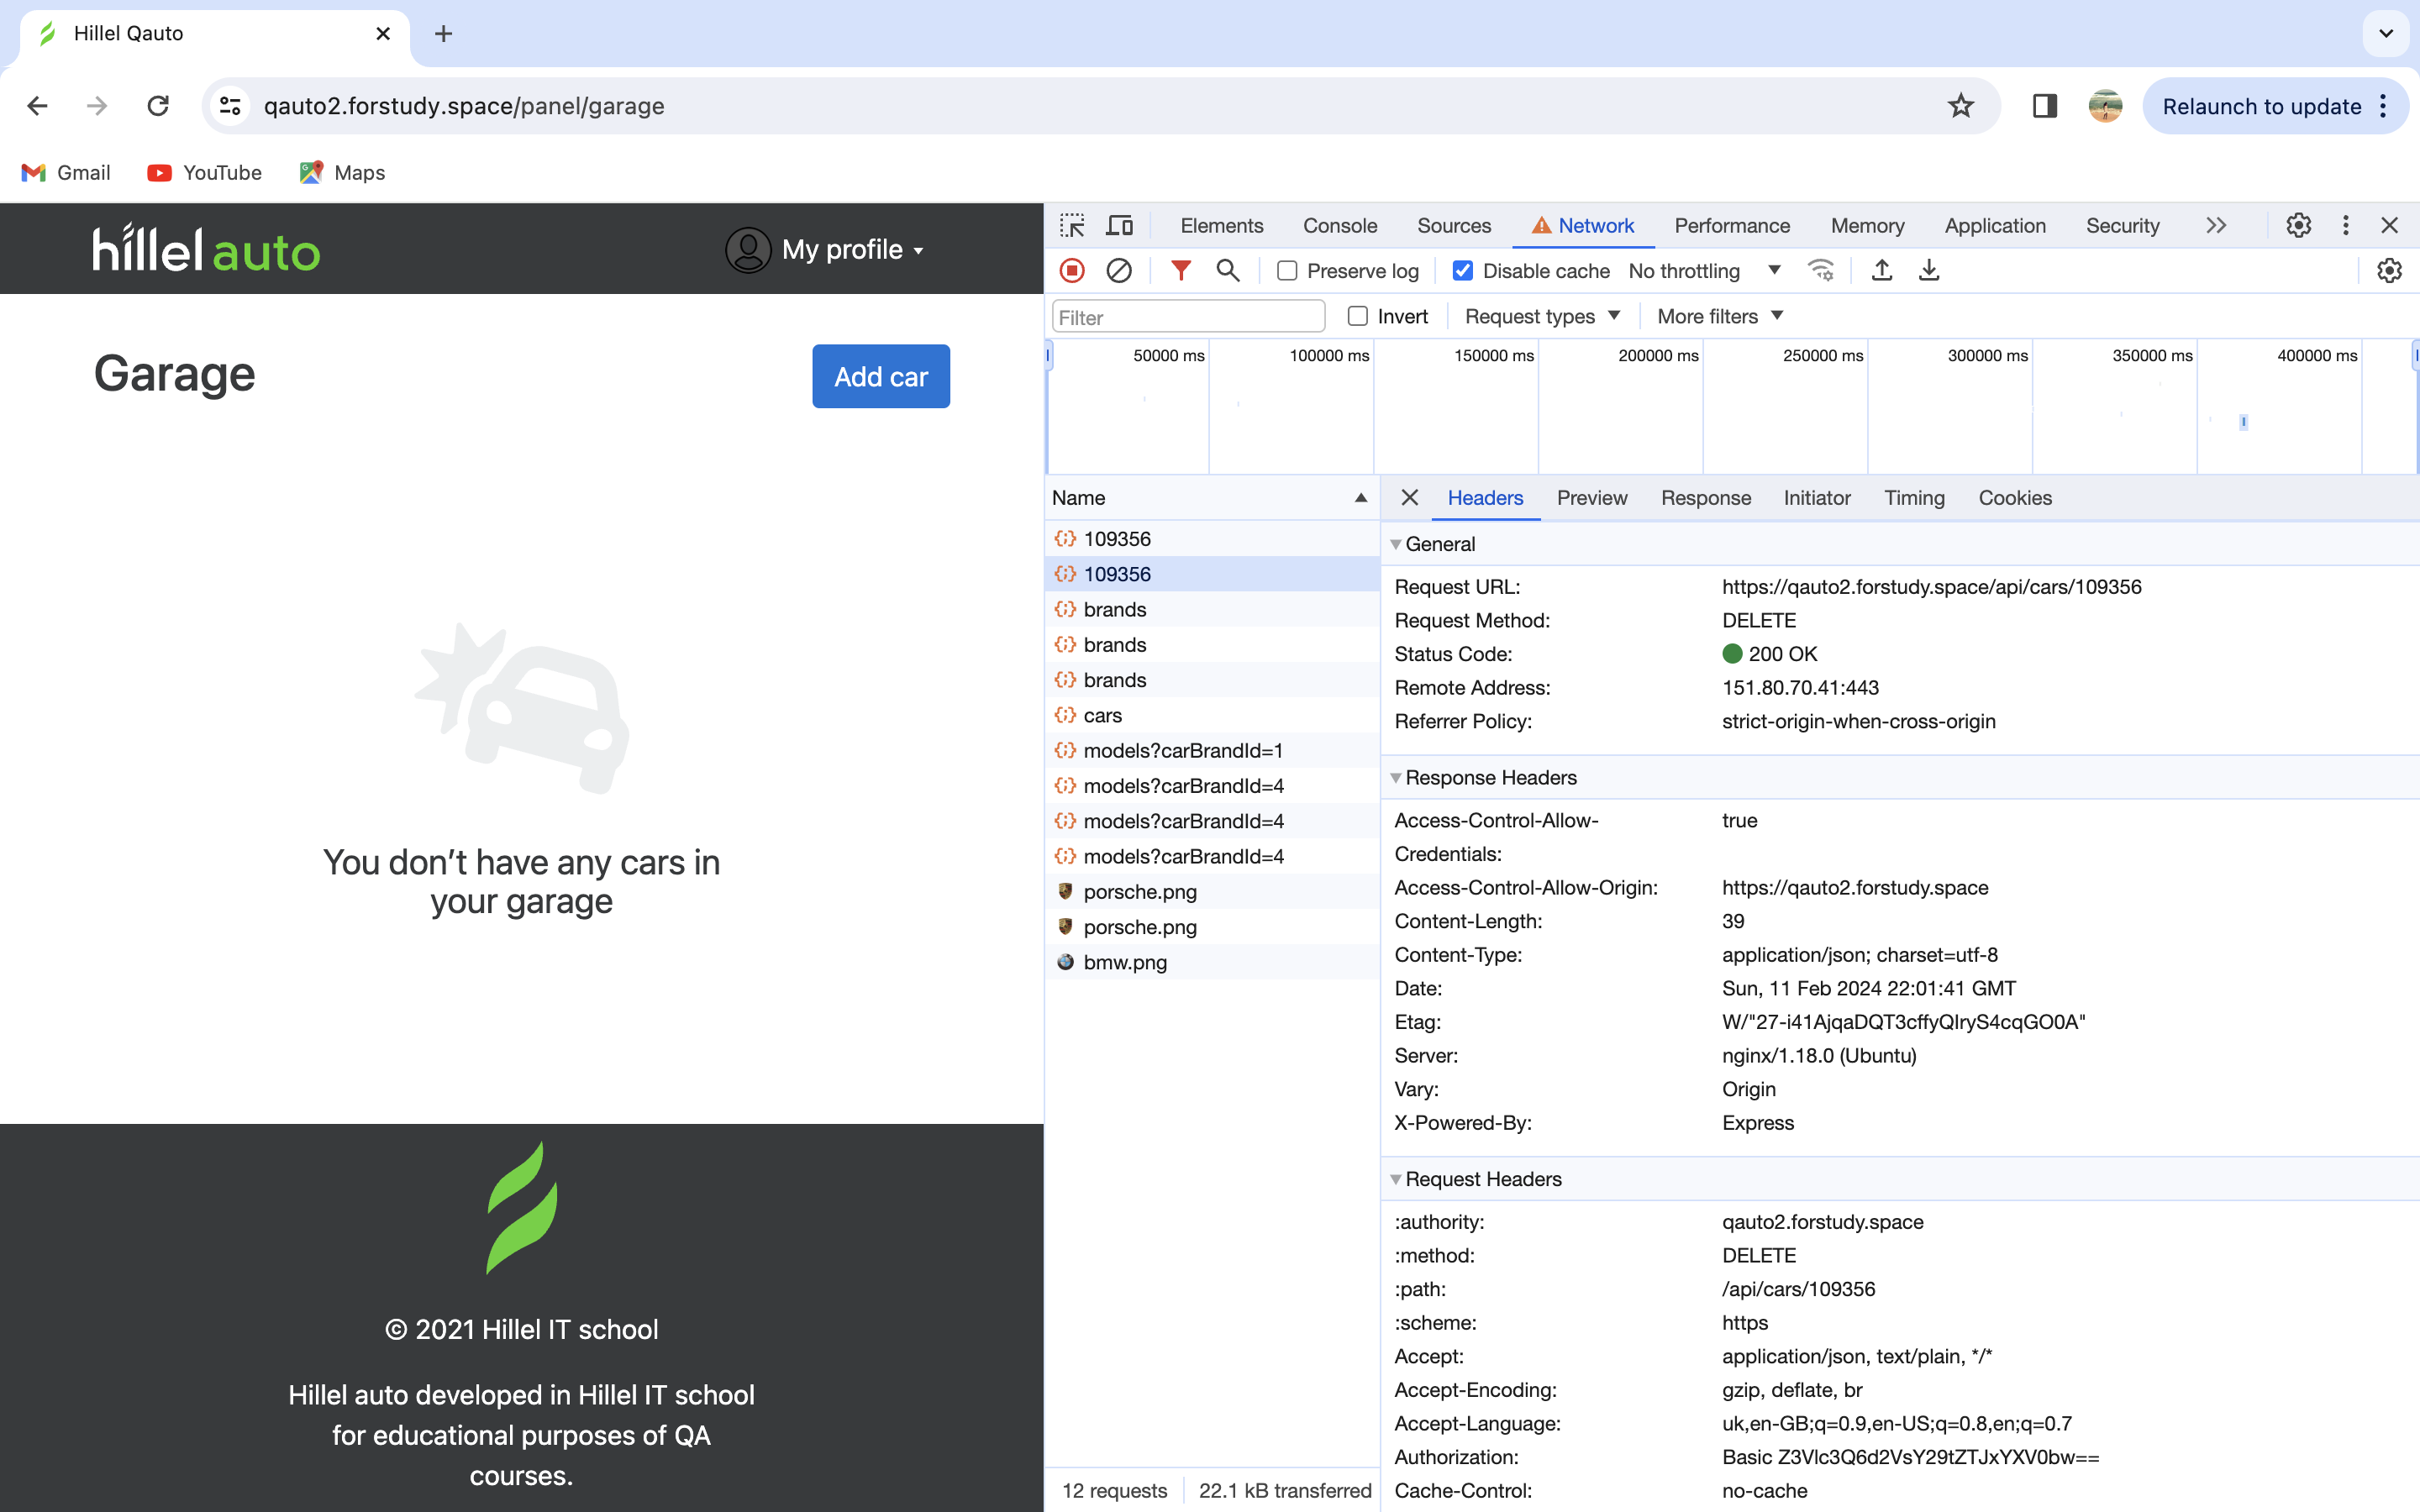 Hillel Qauto
qauto2.forstudy.space/panel/garage
Relaunch to update
Gmail
YouTube
Maps
hillel auto
My profile
Garage
Add car
You don’t have any cars in
your garage
© 2021 Hillel IT school
Hillel auto developed in Hillel IT school
for educational purposes of QA
courses.
Elements Console Sources Network Performance Memory Application Security
Preserve log Disable cache No throttling
Filter Invert Request types More filters
50000 ms 100000 ms 150000 ms 200000 ms 250000 ms 300000 ms 350000 ms 400000 ms
Name
109356
109356
brands
brands
brands
cars
models?carBrandId=1
models?carBrandId=4
models?carBrandId=4
models?carBrandId=4
porsche.png
porsche.png
bmw.png
12 requests 22.1 kB transferred
Headers Preview Response Initiator Timing Cookies
General
Request URL: https://qauto2.forstudy.space/api/cars/109356
Request Method: DELETE
Status Code: 200 OK
Remote Address: 151.80.70.41:443
Referrer Policy: strict-origin-when-cross-origin
Response Headers
Access-Control-Allow- true
Credentials:
Access-Control-Allow-Origin: https://qauto2.forstudy.space
Content-Length: 39
Content-Type: application/json; charset=utf-8
Date: Sun, 11 Feb 2024 22:01:41 GMT
Etag: W/"27-i41AjqaDQT3cffyQIryS4cqGO0A"
Server: nginx/1.18.0 (Ubuntu)
Vary: Origin
X-Powered-By: Express
Request Headers
:authority: qauto2.forstudy.space
:method: DELETE
:path: /api/cars/109356
:scheme: https
Accept: application/json, text/plain, */*
Accept-Encoding: gzip, deflate, br
Accept-Language: uk,en-GB;q=0.9,en-US;q=0.8,en;q=0.7
Authorization: Basic Z3Vlc3Q6d2VsY29tZTJxYXV0bw==
Cache-Control: no-cache